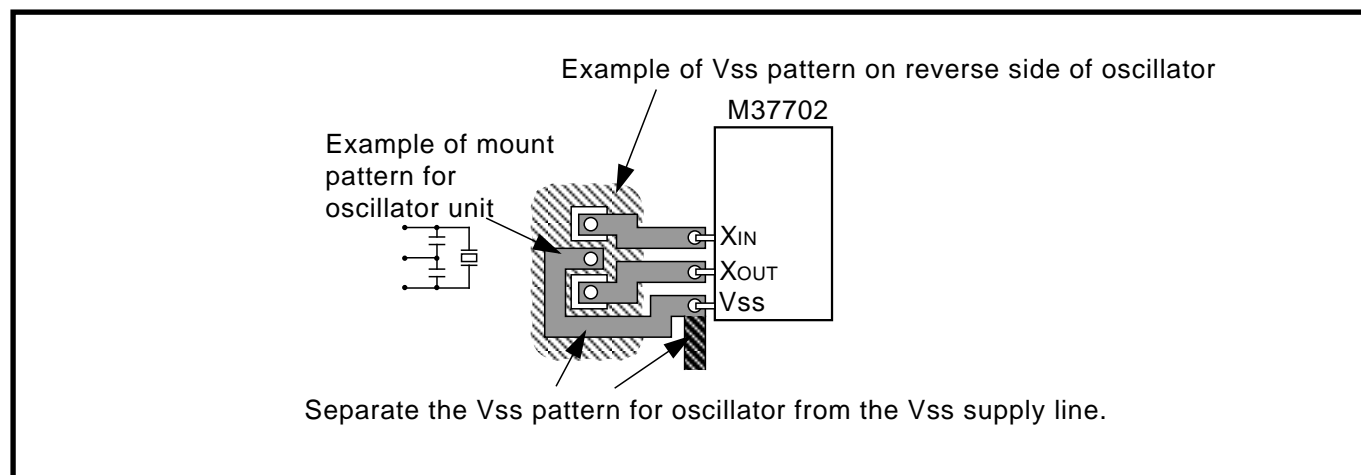 Example of Vss pattern on reverse side of oscillator
M37702
Example of mount
pattern for
oscillator unit
XIN
XOUT
Vss
Separate the Vss pattern for oscillator from the Vss supply line.